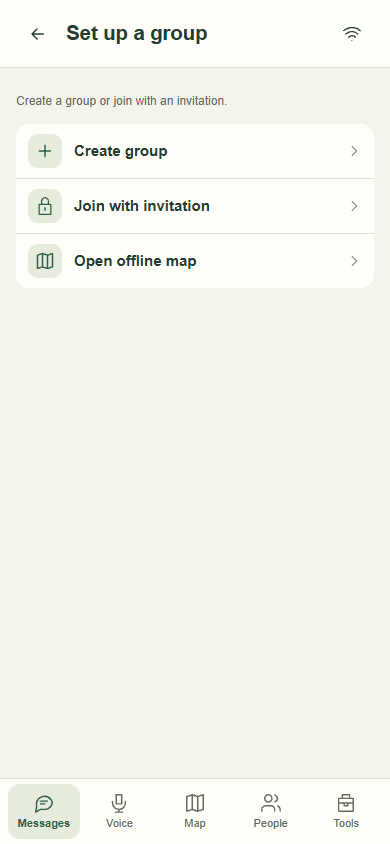 Set up a group
Create a group or join with an invitation.
Create group
Join with invitation
Open offline map
Messages
Voice
Map
People
Tools